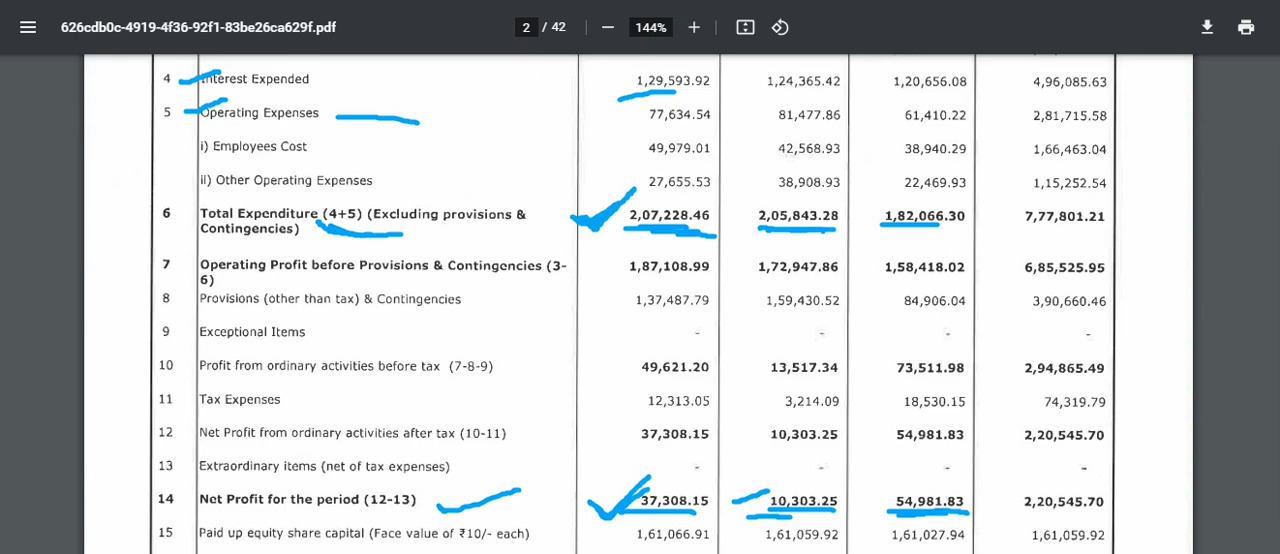 626cdb0c-4919-4f36-92f1-83be26ca629f.pdf 2 / 42 144%
4 Interest Expended 1,29,593.92 1,24,365.42 1,20,656.08 4,96,085.63
5 Operating Expenses 77,634.54 81,477.86 61,410.22 2,81,715.58
i) Employees Cost 49,979.01 42,568.93 38,940.29 1,66,463.04
ii) Other Operating Expenses 27,655.53 38,908.93 22,469.93 1,15,252.54
6 Total Expenditure (4+5) (Excluding provisions & 2,07,228.46 2,05,843.28 1,82,066.30 7,77,801.21
Contingencies)
7 Operating Profit before Provisions & Contingencies (3- 1,87,108.99 1,72,947.86 1,58,418.02 6,85,525.95
6)
8 Provisions (other than tax) & Contingencies 1,37,487.79 1,59,430.52 84,906.04 3,90,660.46
9 Exceptional Items - - - -
10 Profit from ordinary activities before tax (7-8-9) 49,621.20 13,517.34 73,511.98 2,94,865.49
11 Tax Expenses 12,313.05 3,214.09 18,530.15 74,319.79
12 Net Profit from ordinary activities after tax (10-11) 37,308.15 10,303.25 54,981.83 2,20,545.70
13 Extraordinary items (net of tax expenses) - - - -
14 Net Profit for the period (12-13) 37,308.15 10,303.25 54,981.83 2,20,545.70
15 Paid up equity share capital (Face value of ₹10/- each) 1,61,066.91 1,61,059.92 1,61,027.94 1,61,059.92